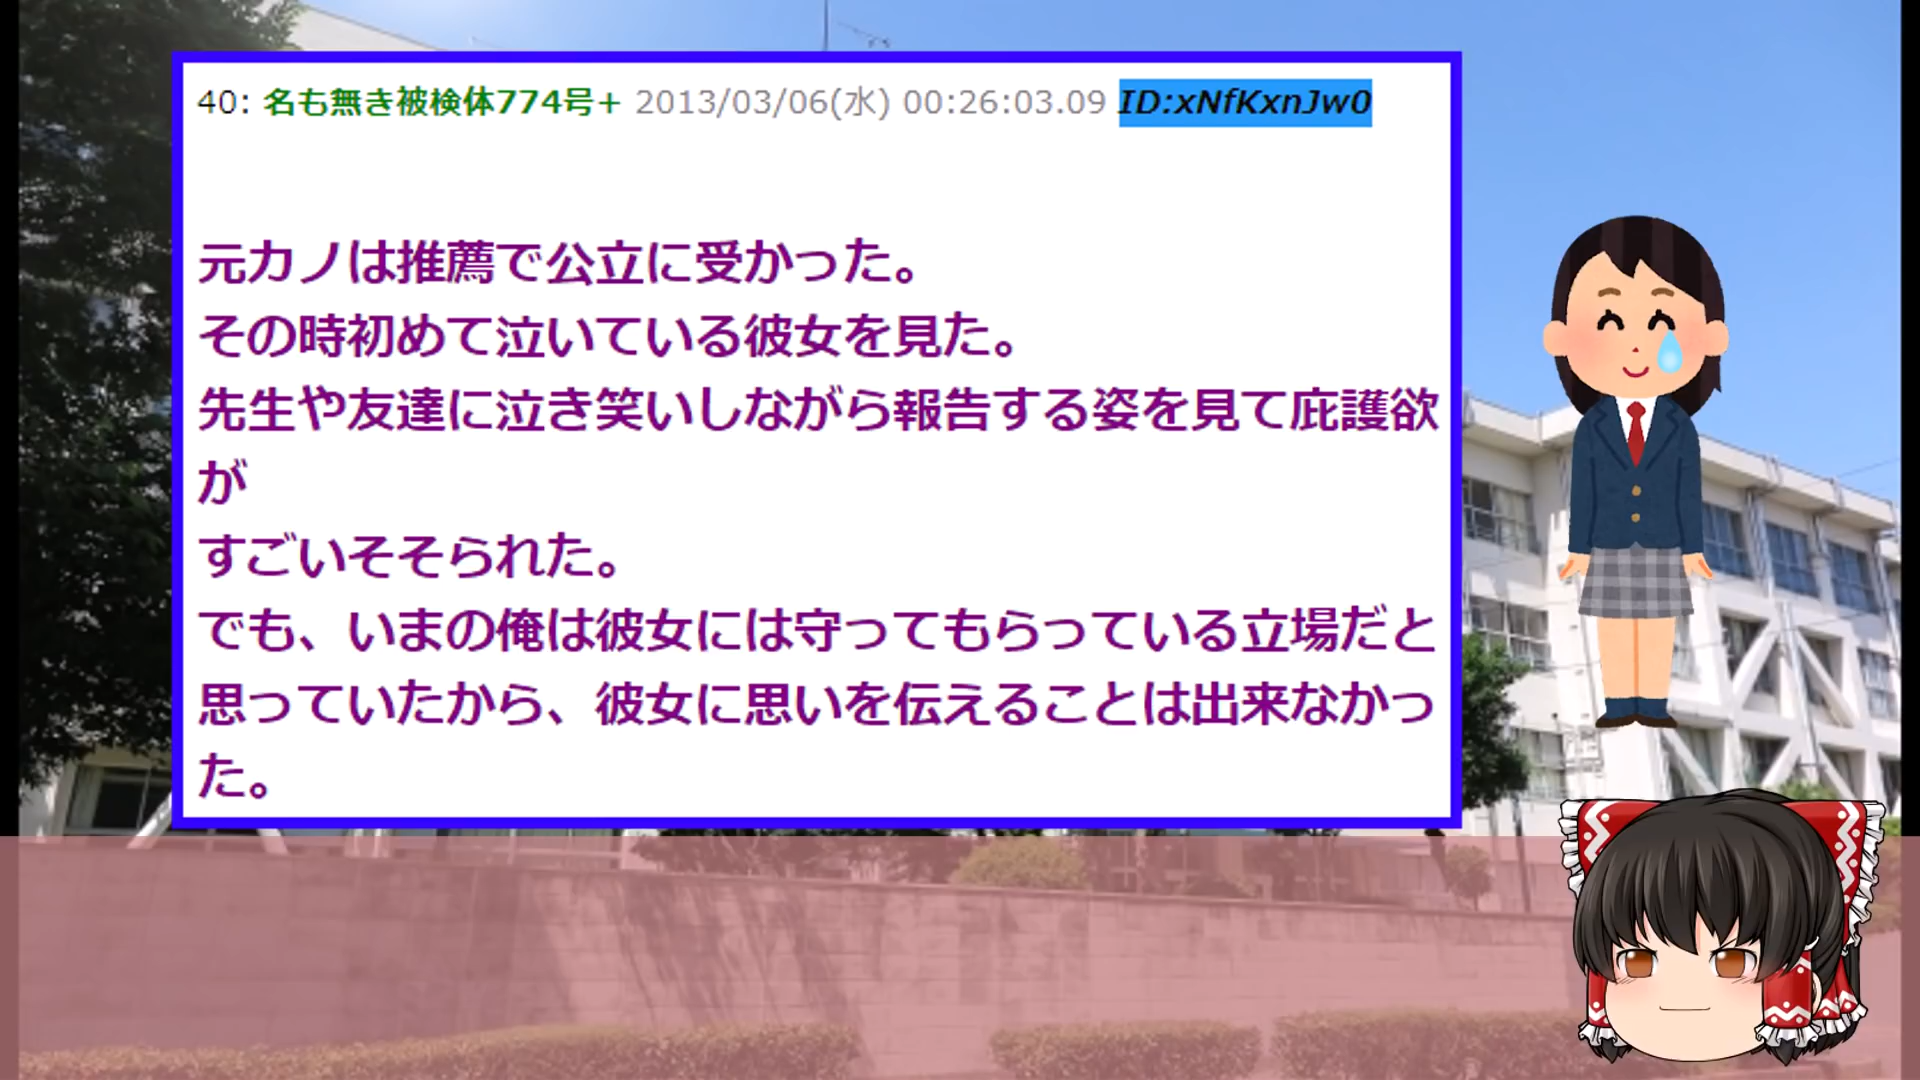 40: 名も無き被検体774号+ 2013/03/06(水) 00:26:03.09 ID:xNfKxnJw0
元カノは推薦で公立に受かった。
その時初めて泣いている彼女を見た。
先生や友達に泣き笑いしながら報告する姿を見て庇護欲
が
すごいそそられた。
でも、いまの俺は彼女には守ってもらっている立場だと
思っていたから、彼女に思いを伝えることは出来なかっ
た。